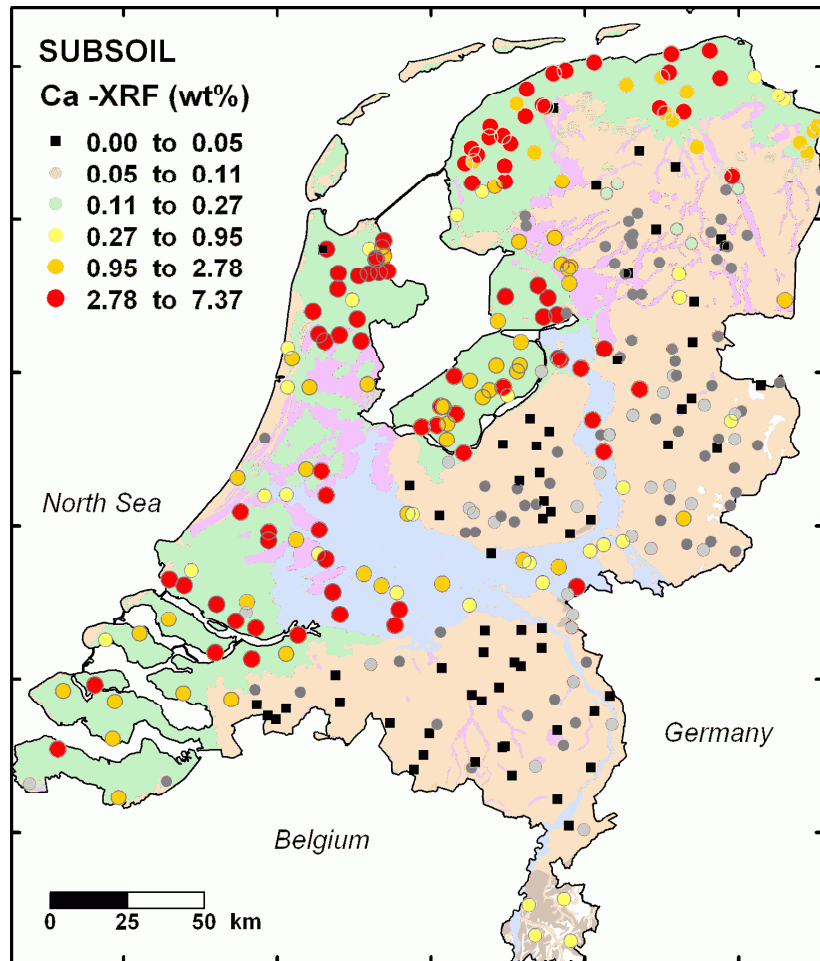 SUBSOIL
Ca -XRF (wt%)
0.00 to 0.05
0.05 to 0.11
0.11 to 0.27
0.27 to 0.95
0.95 to 2.78
2.78 to 7.37
North Sea
Germany
Belgium
0 25 50 km